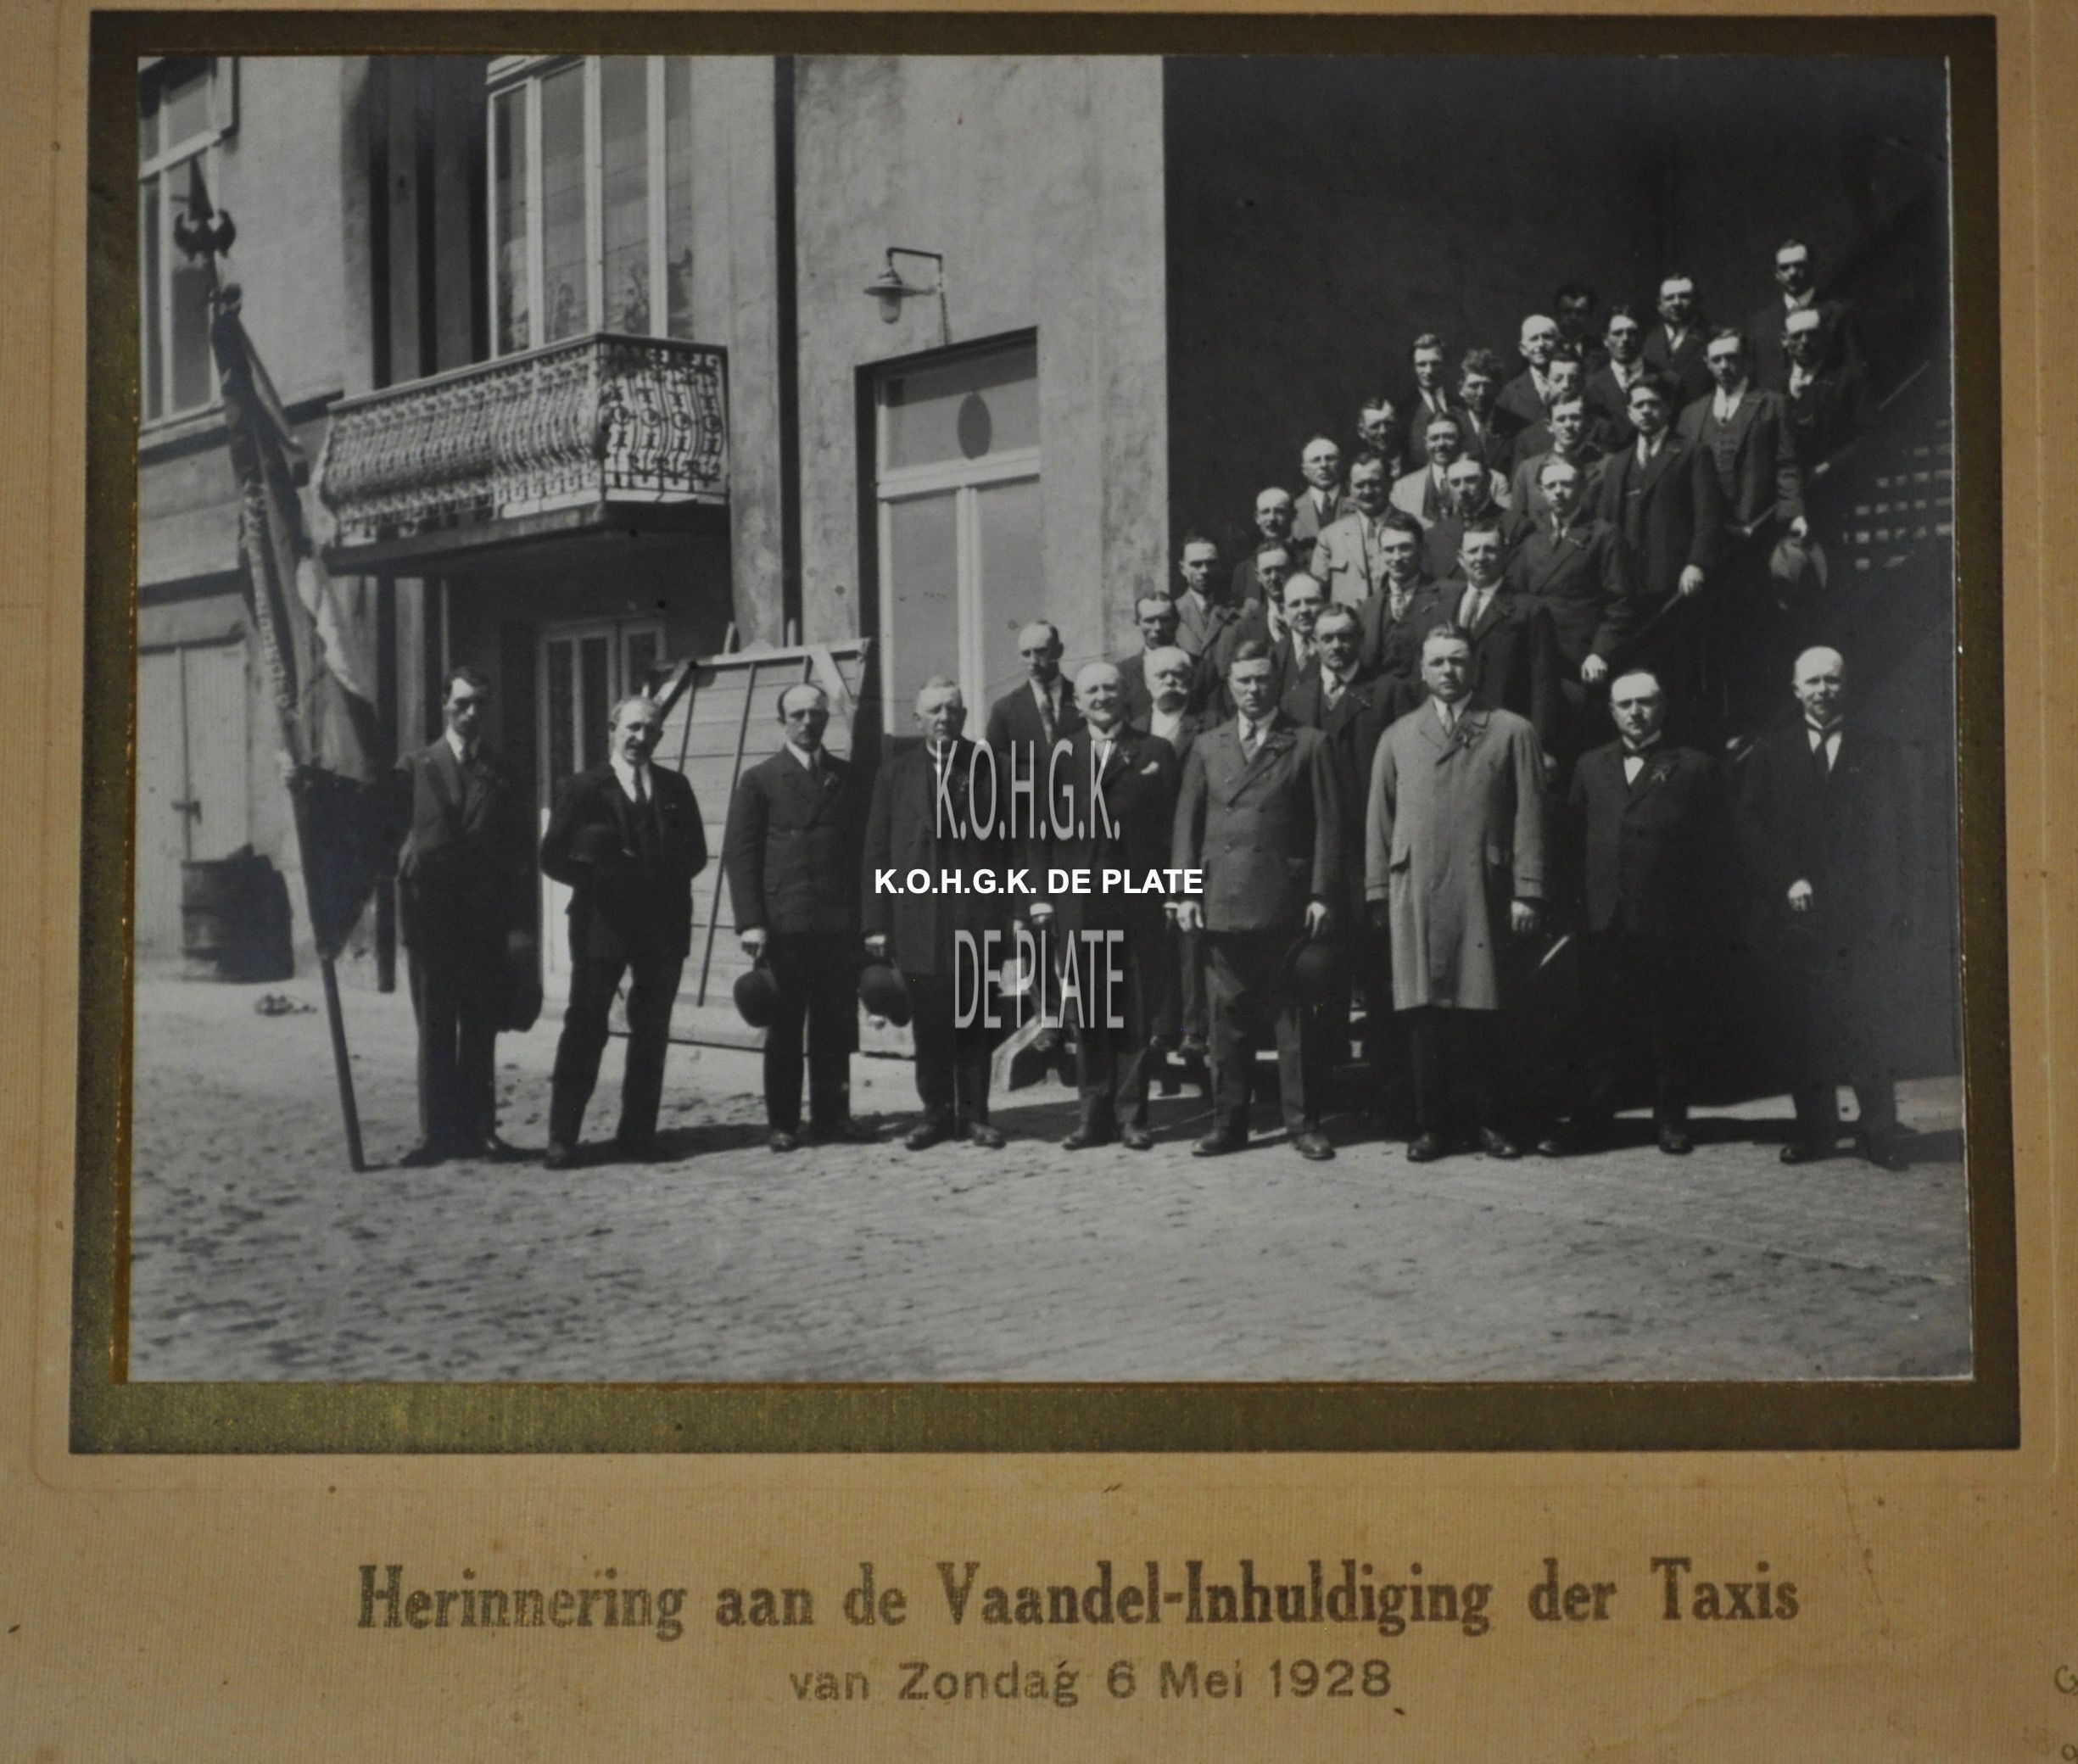 K.O.H.G.K.
K.O.H.G.K. DE PLATE
DE PLATE
Herinnering aan de Vaandel-Inhuldiging der Taxis
van Zondag 6 Mei 1928